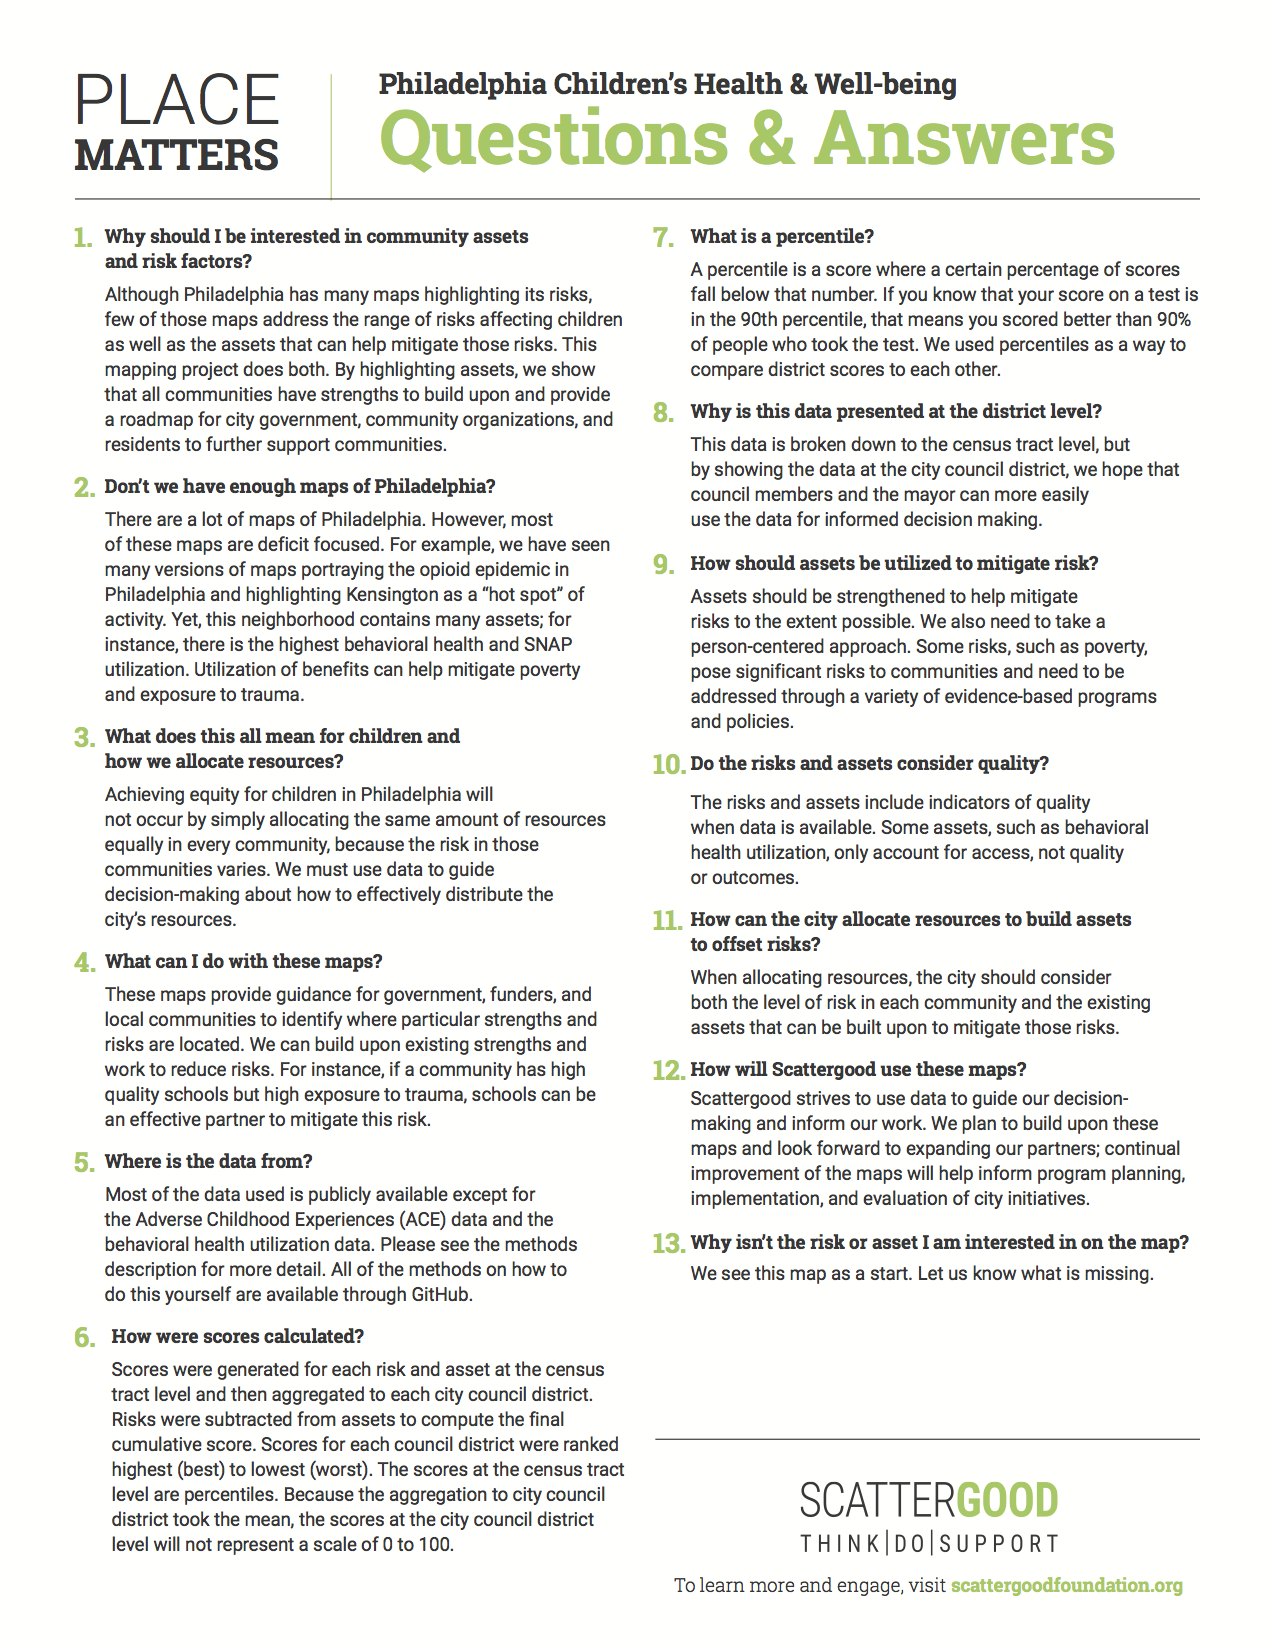 PLACE
MATTERS
Philadelphia Children’s Health & Well-being
Questions & Answers
1. Why should I be interested in community assets
and risk factors?
Although Philadelphia has many maps highlighting its risks,
few of those maps address the range of risks affecting children
as well as the assets that can help mitigate those risks. This
mapping project does both. By highlighting assets, we show
that all communities have strengths to build upon and provide
a roadmap for city government, community organizations, and
residents to further support communities.
2. Don’t we have enough maps of Philadelphia?
There are a lot of maps of Philadelphia. However, most
of these maps are deficit focused. For example, we have seen
many versions of maps portraying the opioid epidemic in
Philadelphia and highlighting Kensington as a “hot spot” of
activity. Yet, this neighborhood contains many assets; for
instance, there is the highest behavioral health and SNAP
utilization. Utilization of benefits can help mitigate poverty
and exposure to trauma.
3. What does this all mean for children and
how we allocate resources?
Achieving equity for children in Philadelphia will
not occur by simply allocating the same amount of resources
equally in every community, because the risk in those
communities varies. We must use data to guide
decision-making about how to effectively distribute the
city’s resources.
4. What can I do with these maps?
These maps provide guidance for government, funders, and
local communities to identify where particular strengths and
risks are located. We can build upon existing strengths and
work to reduce risks. For instance, if a community has high
quality schools but high exposure to trauma, schools can be
an effective partner to mitigate this risk.
5. Where is the data from?
Most of the data used is publicly available except for
the Adverse Childhood Experiences (ACE) data and the
behavioral health utilization data. Please see the methods
description for more detail. All of the methods on how to
do this yourself are available through GitHub.
6. How were scores calculated?
Scores were generated for each risk and asset at the census
tract level and then aggregated to each city council district.
Risks were subtracted from assets to compute the final
cumulative score. Scores for each council district were ranked
highest (best) to lowest (worst). The scores at the census tract
level are percentiles. Because the aggregation to city council
district took the mean, the scores at the city council district
level will not represent a scale of 0 to 100.
7. What is a percentile?
A percentile is a score where a certain percentage of scores
fall below that number. If you know that your score on a test is
in the 90th percentile, that means you scored better than 90%
of people who took the test. We used percentiles as a way to
compare district scores to each other.
8. Why is this data presented at the district level?
This data is broken down to the census tract level, but
by showing the data at the city council district, we hope that
council members and the mayor can more easily
use the data for informed decision making.
9. How should assets be utilized to mitigate risk?
Assets should be strengthened to help mitigate
risks to the extent possible. We also need to take a
person-centered approach. Some risks, such as poverty,
pose significant risks to communities and need to be
addressed through a variety of evidence-based programs
and policies.
10. Do the risks and assets consider quality?
The risks and assets include indicators of quality
when data is available. Some assets, such as behavioral
health utilization, only account for access, not quality
or outcomes.
11. How can the city allocate resources to build assets
to offset risks?
When allocating resources, the city should consider
both the level of risk in each community and the existing
assets that can be built upon to mitigate those risks.
12. How will Scattergood use these maps?
Scattergood strives to use data to guide our decision-
making and inform our work. We plan to build upon these
maps and look forward to expanding our partners; continual
improvement of the maps will help inform program planning,
implementation, and evaluation of city initiatives.
13. Why isn’t the risk or asset I am interested in on the map?
We see this map as a start. Let us know what is missing.
SCATTERGOOD
THINK|DO|SUPPORT
To learn more and engage, visit scattergoodfoundation.org